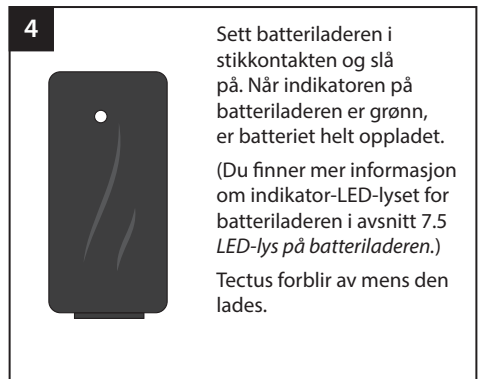 4
Sett batteriladeren i
stikkontakten og slå
på. Når indikatoren på
batteriladeren er grønn,
er batteriet helt oppladet.
(Du finner mer informasjon
om indikator-LED-lyset for
batteriladeren i avsnitt 7.5
LED-lys på batteriladeren.)
Tectus forblir av mens den
lades.